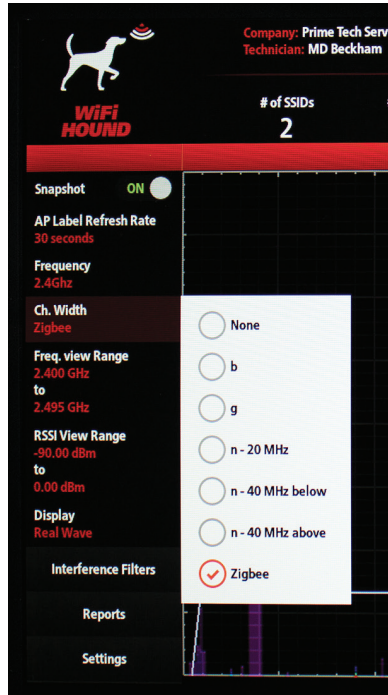 Company: Prime Tech Serv
Technician: MD Beckham
WiFi
HOUND
# of SSIDs
2
Snapshot ON
AP Label Refresh Rate
30 seconds
Frequency
2.4Ghz
Ch. Width
Zigbee
Freq. view Range
2.400 GHz
to
2.495 GHz
RSSI View Range
-90.00 dBm
to
0.00 dBm
Display
Real Wave
Interference Filters
Reports
Settings
None
b
g
n - 20 MHz
n - 40 MHz below
n - 40 MHz above
Zigbee